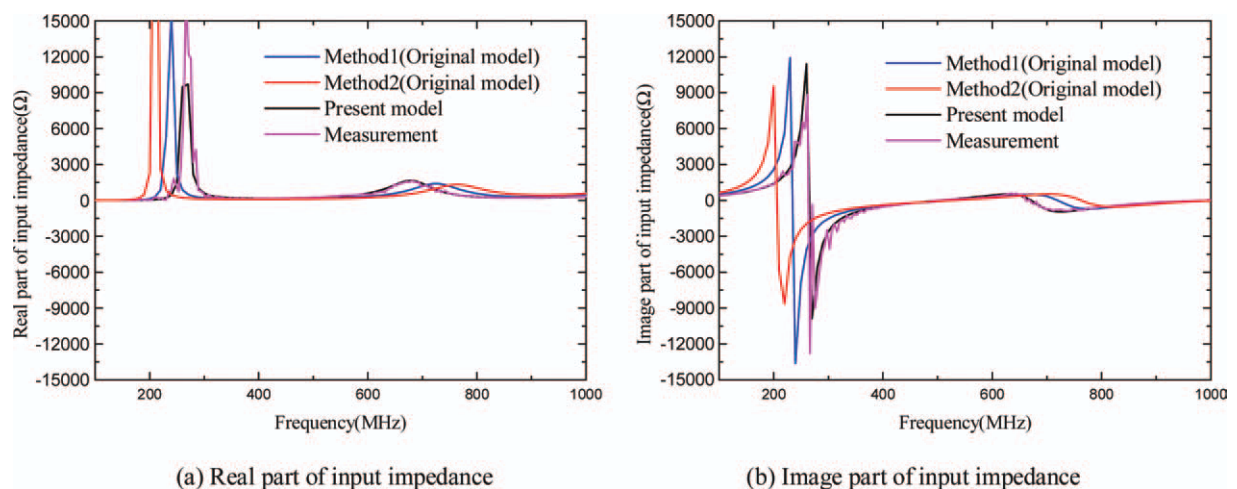 15000
12000
9000
6000
3000
0
-3000
-6000
-9000
-12000
-15000
Real part of input impedance(Ω)
Method1(Original model)
Method2(Original model)
Present model
Measurement
200
400
600
800
1000
Frequency(MHz)
(a) Real part of input impedance
15000
12000
9000
6000
3000
0
-3000
-6000
-9000
-12000
-15000
Image part of input impedance(Ω)
Method1(Original model)
Method2(Original model)
Present model
Measurement
200
400
600
800
1000
Frequency(MHz)
(b) Image part of input impedance